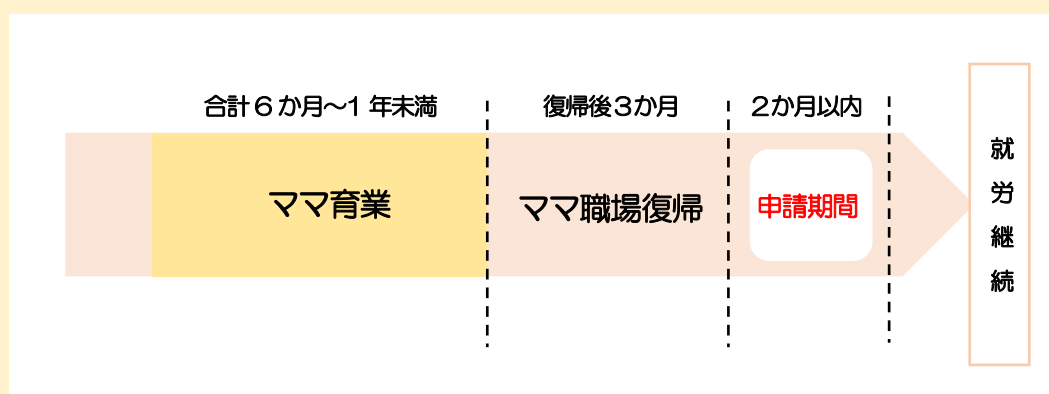 合計6か月～1年未満
復帰後3か月
2か月以内
ママ育業
ママ職場復帰
申請期間
就労継続